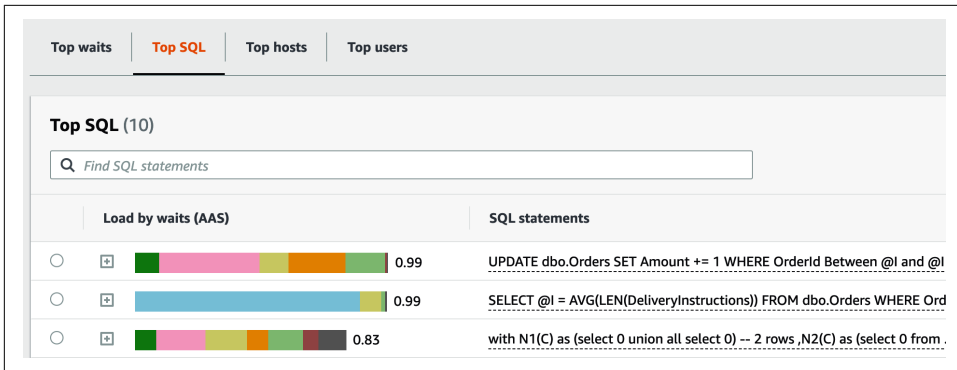 Top waits Top SQL Top hosts Top users
Top SQL (10)
Find SQL statements
Load by waits (AAS) SQL statements
0.99 UPDATE dbo.Orders SET Amount += 1 WHERE OrderId Between @I and @I
0.99 SELECT @I = AVG(LEN(DeliveryInstructions)) FROM dbo.Orders WHERE Ord
0.83 with N1(C) as (select 0 union all select 0) -- 2 rows ,N2(C) as (select 0 from .